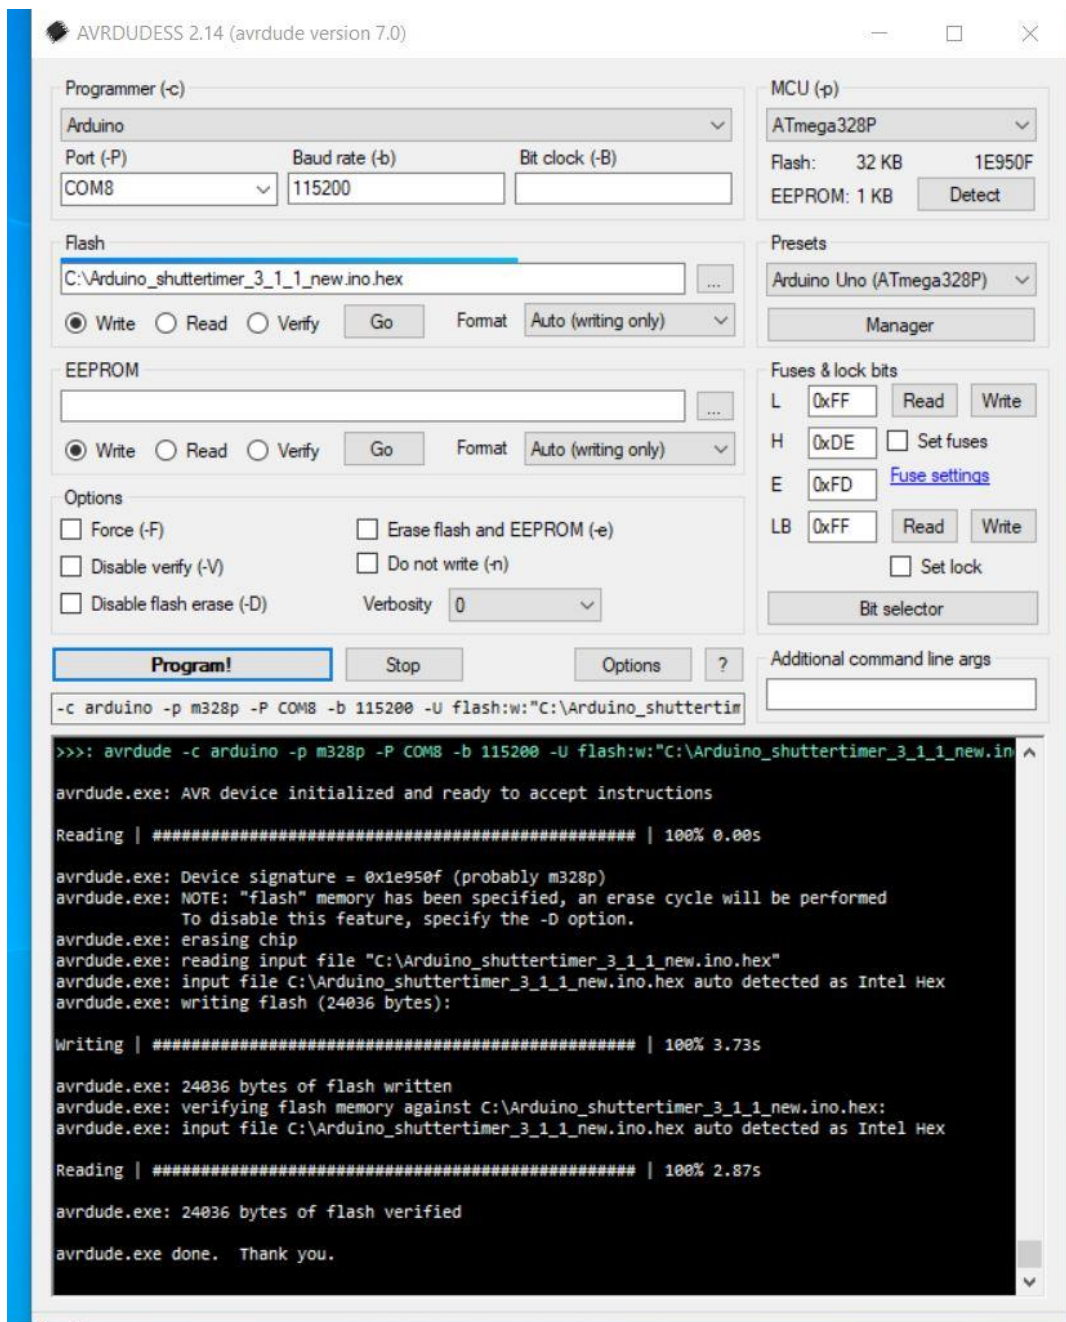 AVRDUDESS 2.14 (avrdude version 7.0)
Programmer (-c)
Arduino
Port (-P) Baud rate (-b) Bit clock (-B)
COM8 115200
MCU (-p)
ATmega328P
Flash: 32 KB 1E950F
EEPROM: 1 KB Detect
Flash
C:\Arduino_shuttertimer_3_1_1_new.ino.hex ...
Write Read Verify Go Format Auto (writing only)
Presets
Arduino Uno (ATmega328P)
Manager
EEPROM
...
Write Read Verify Go Format Auto (writing only)
Fuses & lock bits
L 0xFF Read Write
H 0xDE Set fuses
E 0xFD Fuse settings
LB 0xFF Read Write
Set lock
Bit selector
Options
Force (-F) Erase flash and EEPROM (-e)
Disable verify (-V) Do not write (-n)
Disable flash erase (-D) Verbosity 0
Program! Stop Options ?
Additional command line args
-c arduino -p m328p -P COM8 -b 115200 -U flash:w:"C:\Arduino_shuttertim
>>>: avrdude -c arduino -p m328p -P COM8 -b 115200 -U flash:w:"C:\Arduino_shuttertimer_3_1_1_new.in
avrdude.exe: AVR device initialized and ready to accept instructions
Reading | ################################################## | 100% 0.00s
avrdude.exe: Device signature = 0x1e950f (probably m328p)
avrdude.exe: NOTE: "flash" memory has been specified, an erase cycle will be performed
To disable this feature, specify the -D option.
avrdude.exe: erasing chip
avrdude.exe: reading input file "C:\Arduino_shuttertimer_3_1_1_new.ino.hex"
avrdude.exe: input file C:\Arduino_shuttertimer_3_1_1_new.ino.hex auto detected as Intel Hex
avrdude.exe: writing flash (24036 bytes):
Writing | ################################################## | 100% 3.73s
avrdude.exe: 24036 bytes of flash written
avrdude.exe: verifying flash memory against C:\Arduino_shuttertimer_3_1_1_new.ino.hex:
avrdude.exe: input file C:\Arduino_shuttertimer_3_1_1_new.ino.hex auto detected as Intel Hex
Reading | ################################################## | 100% 2.87s
avrdude.exe: 24036 bytes of flash verified
avrdude.exe done.  Thank you.